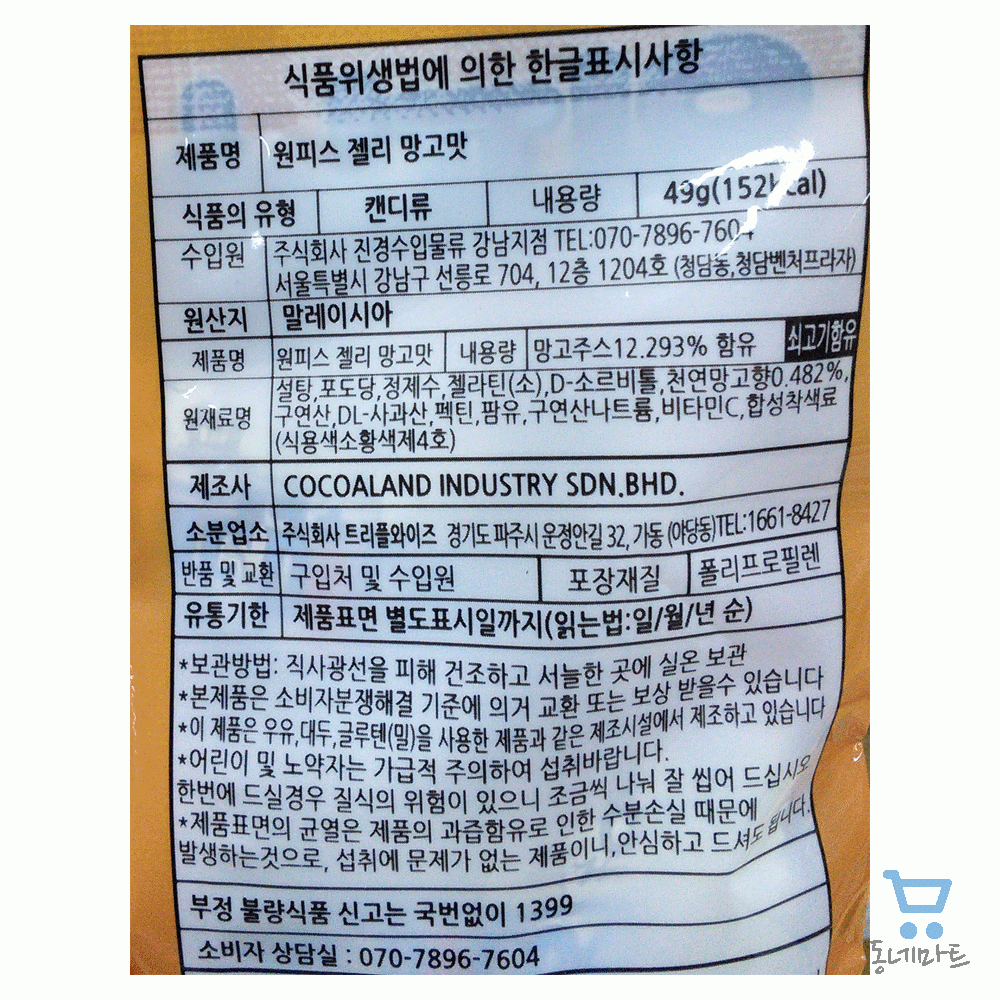 식품위생법에 의한 한글표시사항
제품명 원피스 젤리 망고맛
식품의 유형 캔디류 내용량 49g(152kcal)
수입원 주식회사 진경수입물류 강남지점 TEL:070-7896-7604
서울특별시 강남구 선릉로 704, 12층 1204호 (청담동,청담벤처프라자)
원산지 말레이시아
제품명 원피스 젤리 망고맛 내용량 망고주스12.293% 함유 쇠고기함유
원재료명 설탕,포도당,정제수,젤라틴(소),D-소르비톨,천연망고향0.482%,
구연산,DL-사과산,펙틴,팜유,구연산나트륨,비타민C,합성착색료
(식용색소황색제4호)
제조사 COCOALAND INDUSTRY SDN.BHD.
소분업소 주식회사 트리플와이즈 경기도 파주시 운정안길 32, 가동 (야당동)TEL:1661-8427
반품 및 교환 구입처 및 수입원 포장재질 폴리프로필렌
유통기한 제품표면 별도표시일까지(읽는법:일/월/년 순)
*보관방법: 직사광선을 피해 건조하고 서늘한 곳에 실온 보관
*본제품은 소비자분쟁해결 기준에 의거 교환 또는 보상 받을수 있습니다
*이 제품은 우유,대두,글루텐(밀)을 사용한 제품과 같은 제조시설에서 제조하고 있습니다
*어린이 및 노약자는 가급적 주의하여 섭취바랍니다.
한번에 드실경우 질식의 위험이 있으니 조금씩 나눠 잘 씹어 드십시오
*제품표면의 균열은 제품의 과즙함유로 인한 수분손실 때문에
발생하는것으로, 섭취에 문제가 없는 제품이니,안심하고 드셔도 됩니다.
부정 불량식품 신고는 국번없이 1399
소비자 상담실 : 070-7896-7604
동네마트